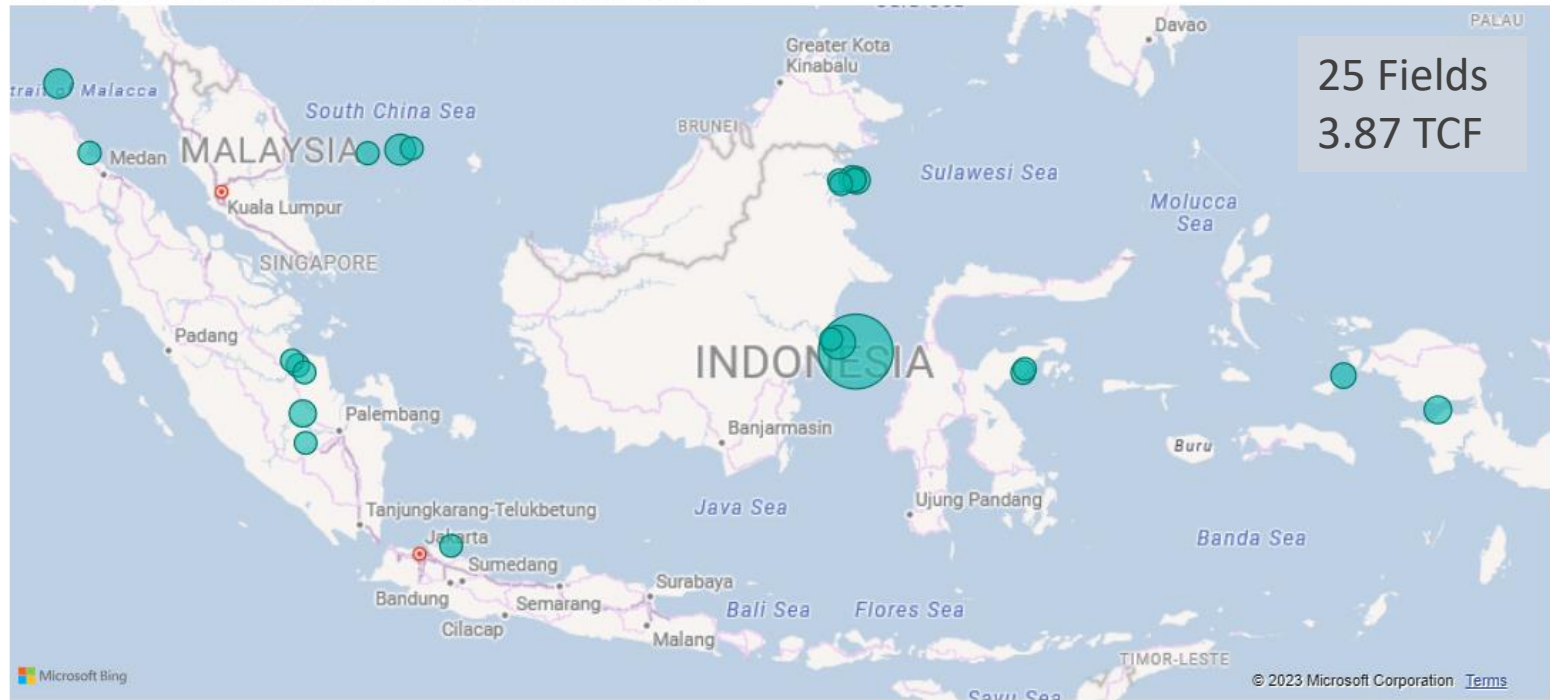 Davao
PALAU
Greater Kota
Kinabalu
25 Fields
3.87 TCF
Malacca
South China Sea
BRUNEI
Medan
MALAYSIA
Sulawesi Sea
Kuala Lumpur
Molucca
Sea
SINGAPORE
Padang
INDONESIA
Palembang
Banjarmasin
Buru
Java Sea
Ujung Pandang
Tanjungkarang-Telukbetung
Banda Sea
Jakarta
Sumedang
Surabaya
Bandung
Semarang
Bali Sea
Flores Sea
Cilacap
Malang
TIMOR-LESTE
Microsoft Bing
© 2023 Microsoft Corporation Terms